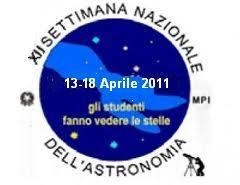 XII SETTIMANA NAZIONALE
13-18 Aprile 2011
MPI
gli studenti
fanno vedere le stelle
DELL'ASTRONOMIA